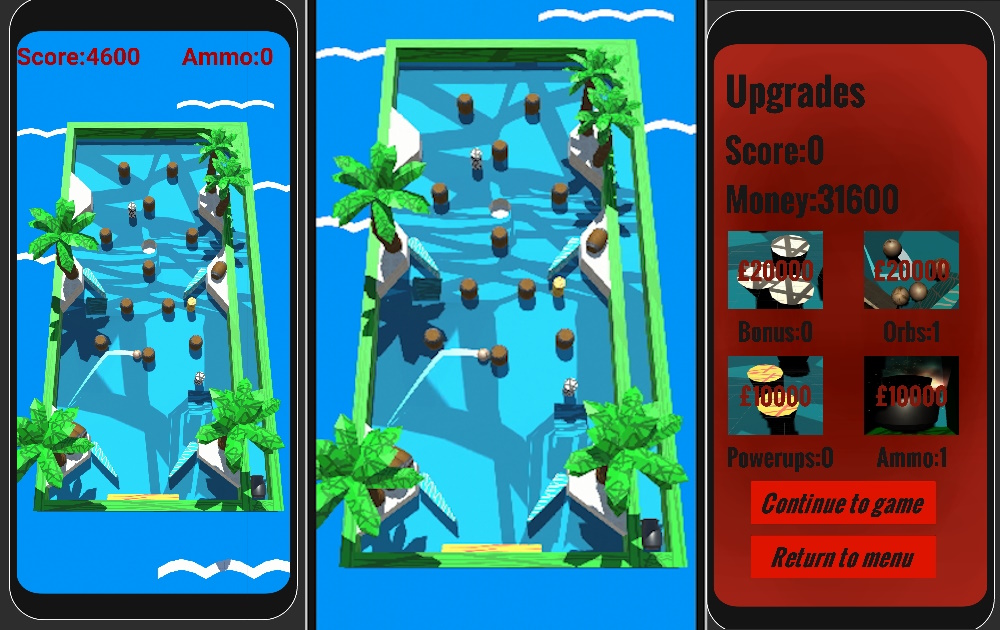 Score:4600 Ammo:0
Upgrades
Score:0
Money:31600
£20000 £20000
Bonus:0 Orbs:1
£10000 £10000
Powerups:0 Ammo:1
Continue to game
Return to menu